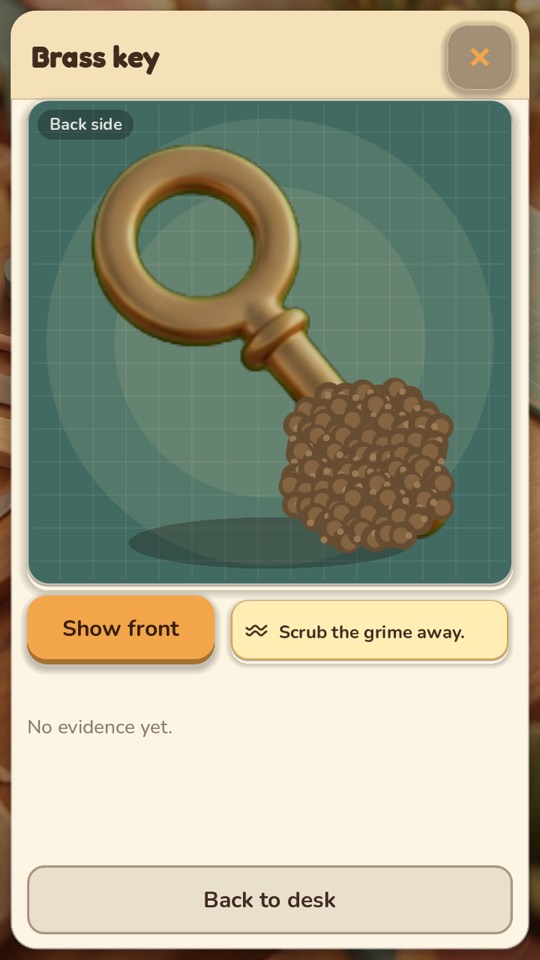 Brass key
Back side
Show front
Scrub the grime away.
No evidence yet.
Back to desk